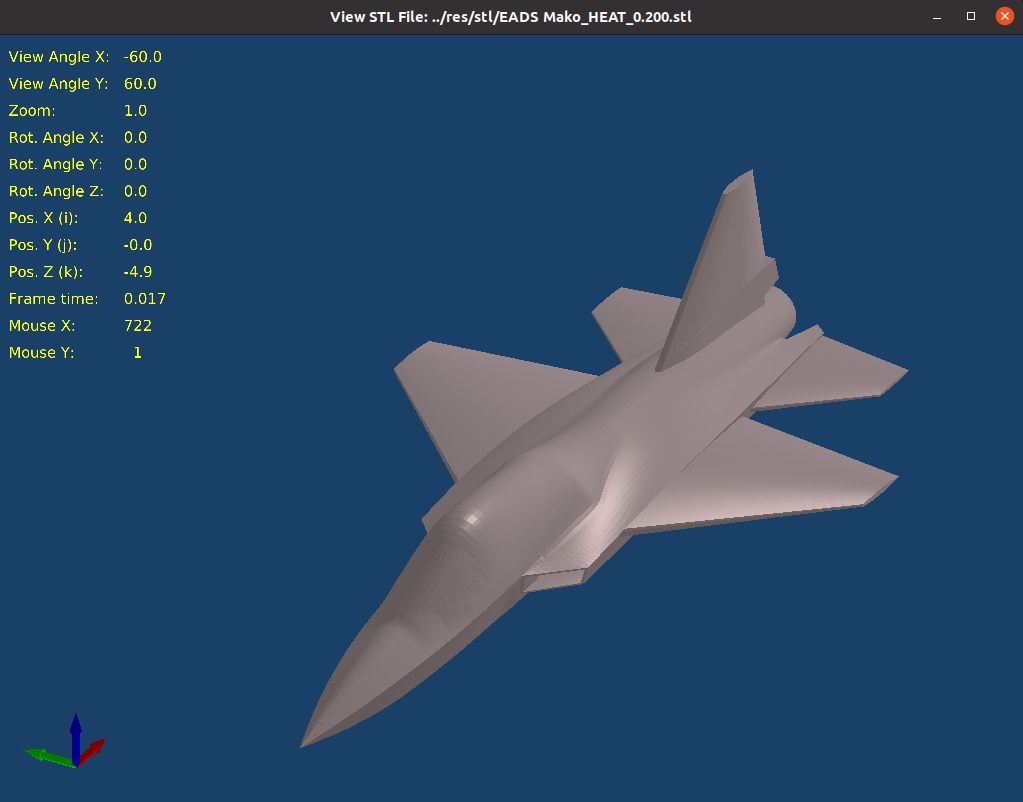 View STL File: ../res/stl/EADS Mako_HEAT_0.200.stl
View Angle X: -60.0
View Angle Y: 60.0
Zoom: 1.0
Rot. Angle X: 0.0
Rot. Angle Y: 0.0
Rot. Angle Z: 0.0
Pos. X (i): 4.0
Pos. Y (j): -0.0
Pos. Z (k): -4.9
Frame time: 0.017
Mouse X: 722
Mouse Y: 1